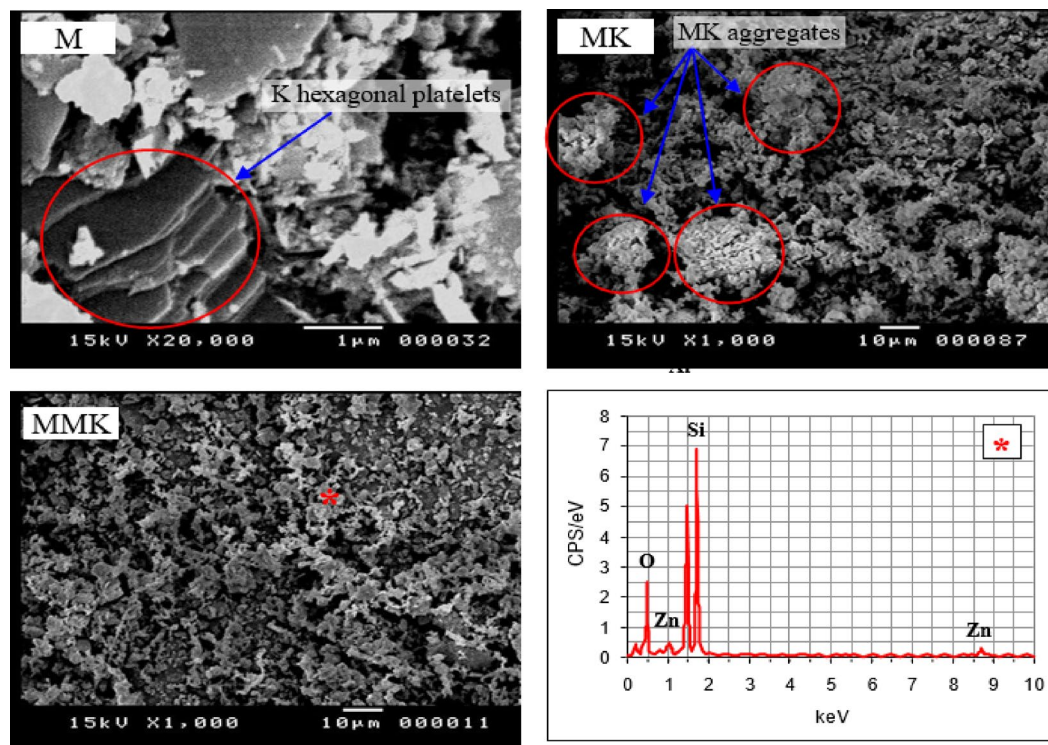 M
K hexagonal platelets
15kV X20,000 1µm 000032
MK
MK aggregates
15kV X1,000 10µm 000087
MMK
*
15kV X1,000 10µm 000011
*
8
7
6
5
4
3
2
1
0
CPS/eV
Si
O
Zn
Zn
0 1 2 3 4 5 6 7 8 9 10
keV